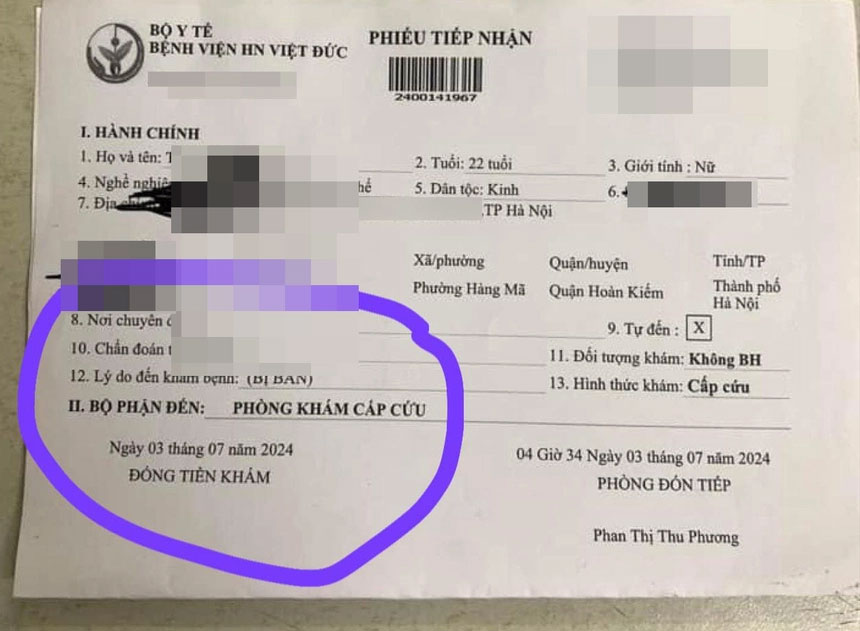 BỘ Y TẾ
BỆNH VIỆN HN VIỆT ĐỨC
PHIẾU TIẾP NHẬN
2400141967
I. HÀNH CHÍNH
1. Họ và tên: T
2. Tuổi: 22 tuổi
3. Giới tính : Nữ
4. Nghề nghiê
5. Dân tộc: Kinh
6.
7. Địa
,TP Hà Nội
Xã/phường Quận/huyện Tỉnh/TP
Phường Hàng Mã Quận Hoàn Kiếm Thành phố
Hà Nội
8. Nơi chuyển
9. Tự đến : X
10. Chẩn đoán
11. Đối tượng khám: Không BH
12. Lý do đến khám bệnh: (BỊ BẮN)
13. Hình thức khám: Cấp cứu
II. BỘ PHẬN ĐẾN: PHÒNG KHÁM CẤP CỨU
Ngày 03 tháng 07 năm 2024
ĐÓNG TIỀN KHÁM
04 Giờ 34 Ngày 03 tháng 07 năm 2024
PHÒNG ĐÓN TIẾP
Phan Thị Thu Phương